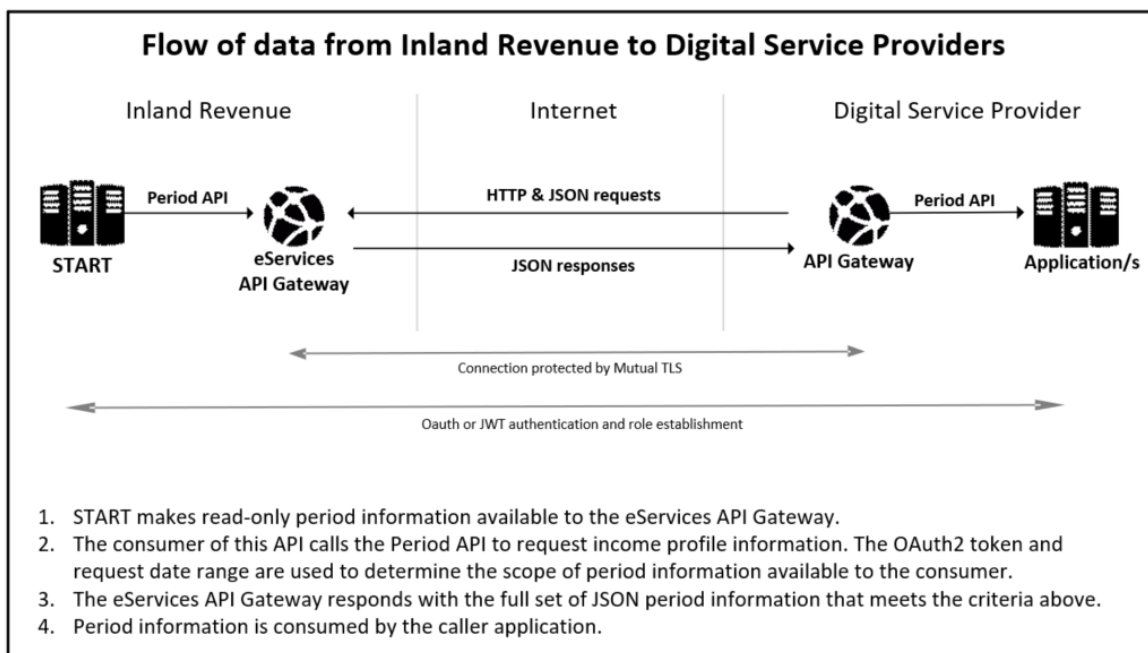 Flow of data from Inland Revenue to Digital Service Providers
Inland Revenue
Internet
Digital Service Provider
Period API
HTTP & JSON requests
Period API
START
eServices
API Gateway
JSON responses
API Gateway
Application/s
Connection protected by Mutual TLS
Oauth or JWT authentication and role establishment
1. START makes read-only period information available to the eServices API Gateway.
2. The consumer of this API calls the Period API to request income profile information. The OAuth2 token and
request date range are used to determine the scope of period information available to the consumer.
3. The eServices API Gateway responds with the full set of JSON period information that meets the criteria above.
4. Period information is consumed by the caller application.